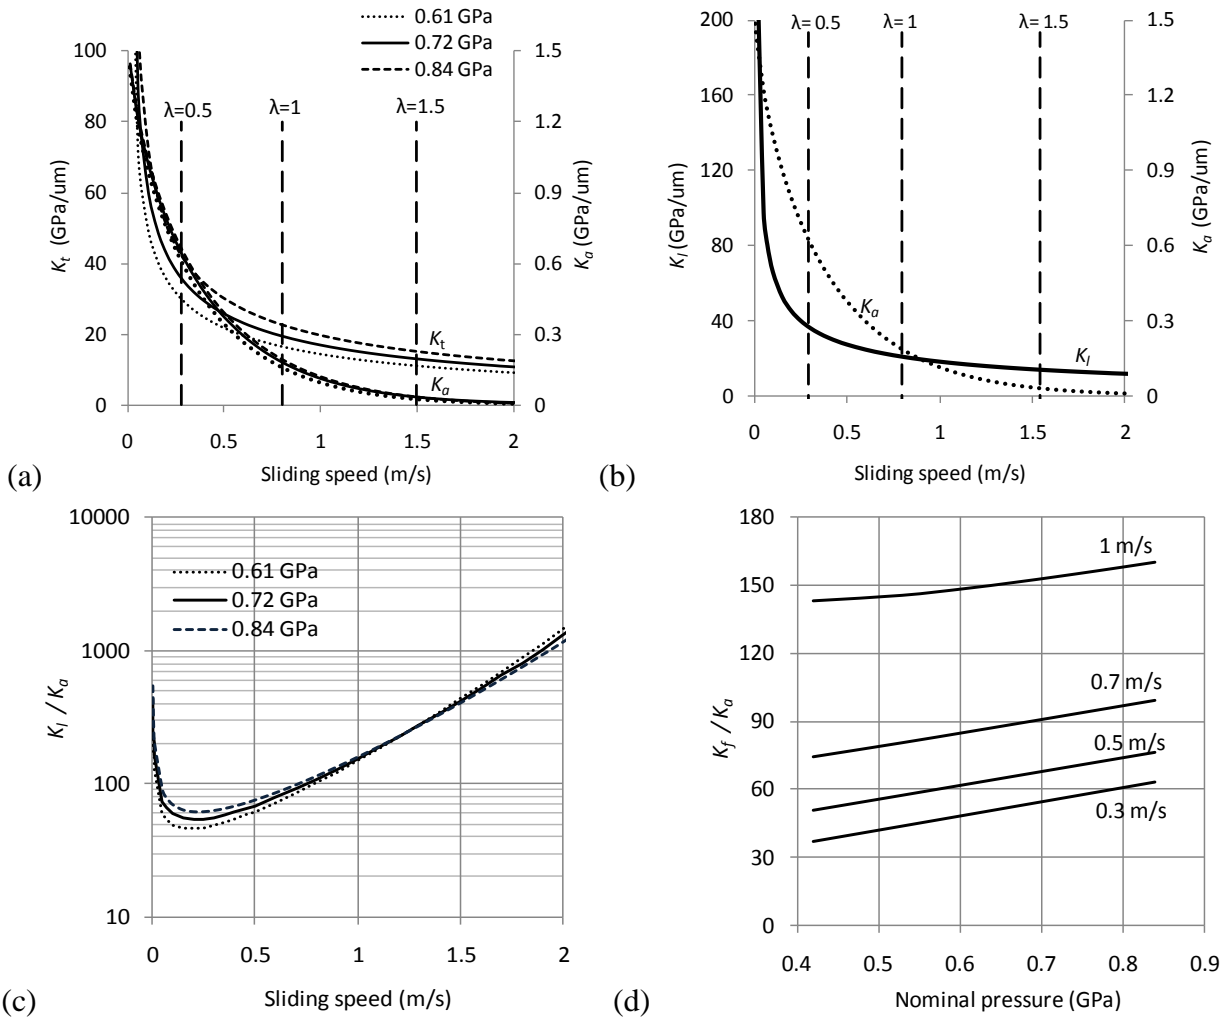 0.61 GPa
0.72 GPa
0.84 GPa
100
80
60
40
20
0
K_t (GPa/um)
1.5
1.2
0.9
0.6
0.3
0
K_a (GPa/um)
λ=0.5
λ=1
λ=1.5
K_t
K_a
0
0.5
1
1.5
2
Sliding speed (m/s)
(a)
200
160
120
80
40
0
K_l (GPa/um)
1.5
1.2
0.9
0.6
0.3
0
K_a (GPa/um)
λ= 0.5
λ= 1
λ= 1.5
K_a
K_l
0
0.5
1
1.5
2
Sliding speed (m/s)
(b)
10000
1000
100
10
K_l / K_a
0.61 GPa
0.72 GPa
0.84 GPa
0
0.5
1
1.5
2
Sliding speed (m/s)
(c)
180
150
120
90
60
30
0
K_f / K_a
1 m/s
0.7 m/s
0.5 m/s
0.3 m/s
0.4
0.5
0.6
0.7
0.8
0.9
Nominal pressure (GPa)
(d)